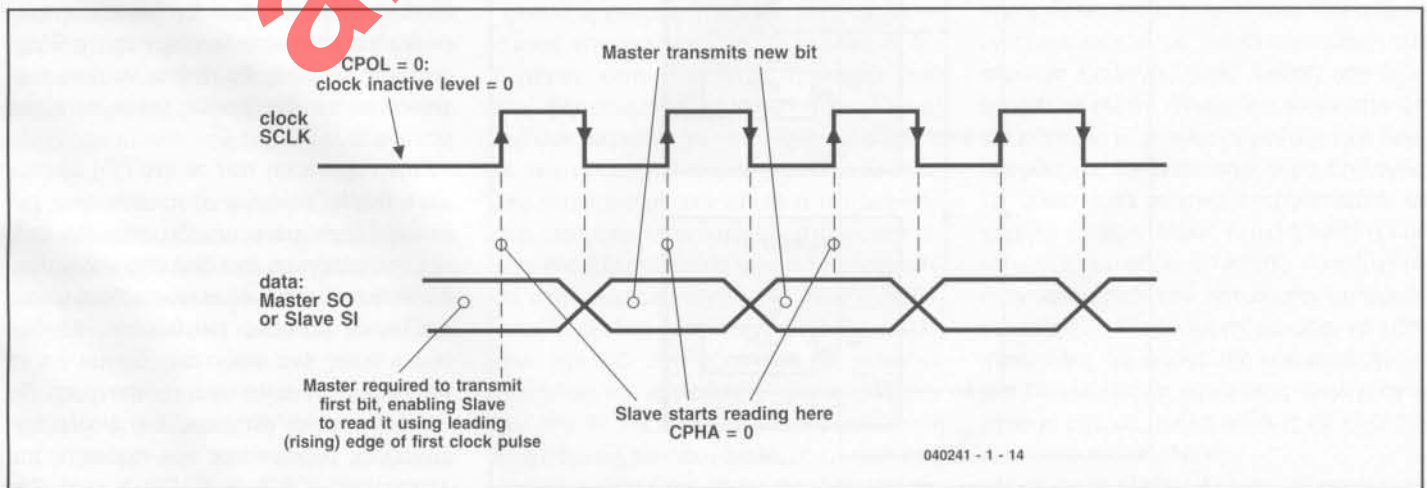 CPOL = 0:
clock inactive level = 0
Master transmits new bit
clock
SCLK
data:
Master SO
or Slave SI
Master required to transmit
first bit, enabling Slave
to read it using leading
(rising) edge of first clock pulse
Slave starts reading here
CPHA = 0
040241 - 1 - 14